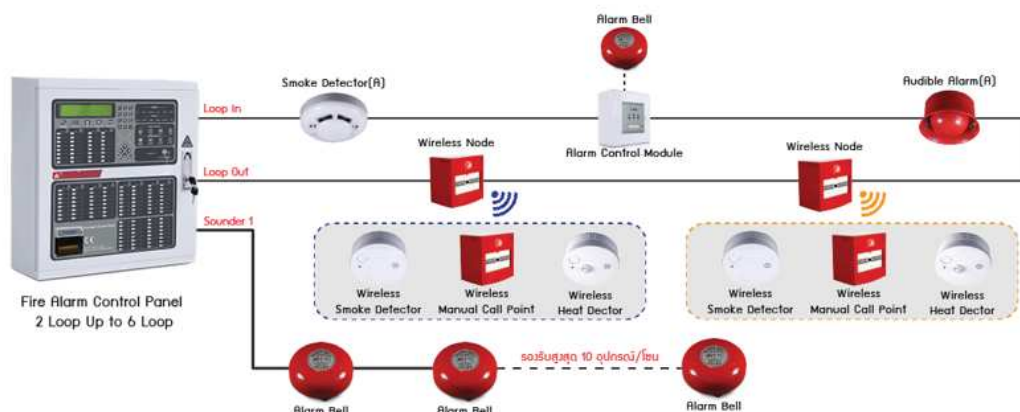 Alarm Bell
Smoke Detector(A)
Audible Alarm(A)
Loop In
Alarm Control Module
Wireless Node
Wireless Node
Loop Out
Sounder 1
Wireless
Smoke Detector
Wireless
Manual Call Point
Wireless
Heat Dector
Wireless
Smoke Detector
Wireless
Manual Call Point
Wireless
Heat Dector
Fire Alarm Control Panel
2 Loop Up to 6 Loop
รองรับสูงสุด 10 อุปกรณ์/โซน
Alarm Bell
Alarm Bell
Alarm Bell